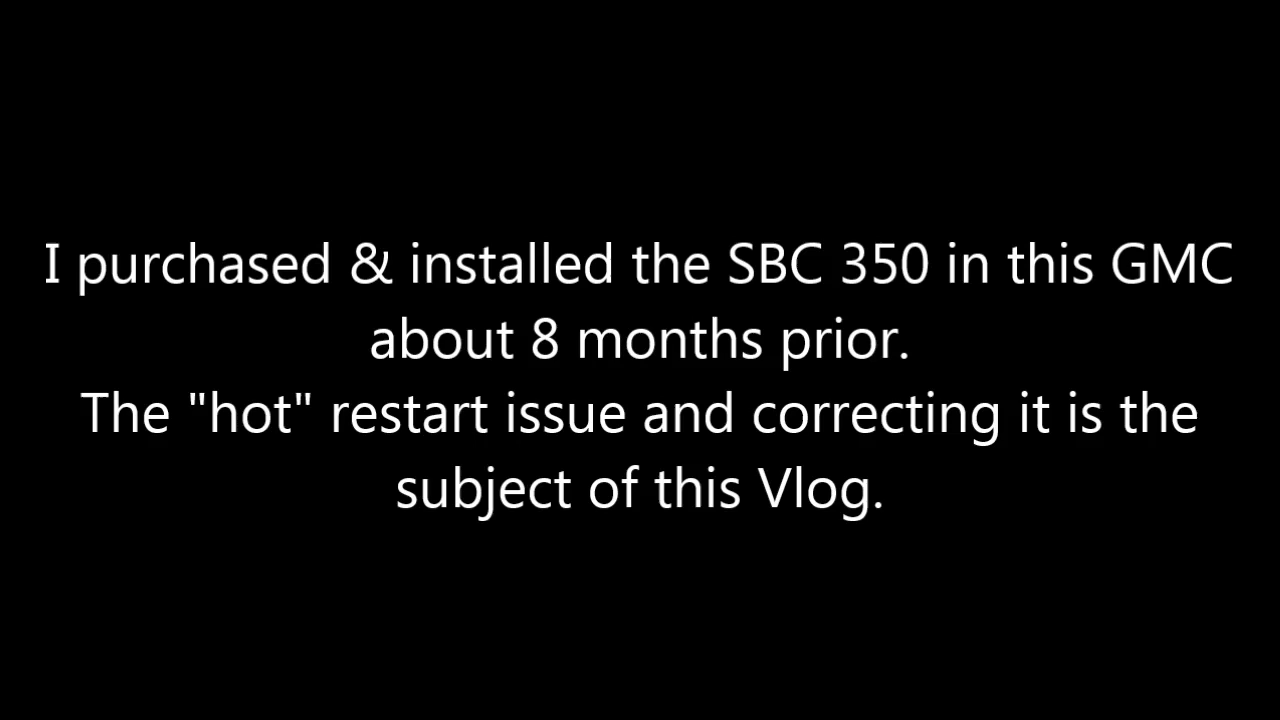 I purchased & installed the SBC 350 in this GMC
about 8 months prior.
The "hot" restart issue and correcting it is the
subject of this Vlog.